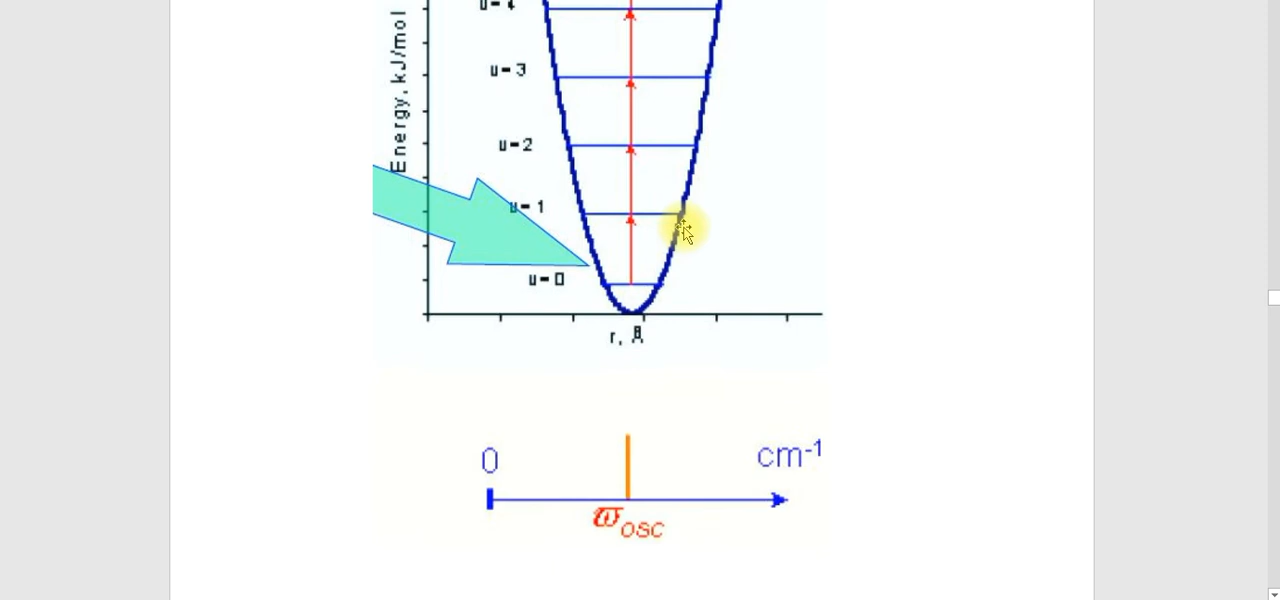 u= 4
Energy, kJ/mol
u= 3
u= 2
u= 1
u= 0
r, Å
0
cm-1
ϖosc